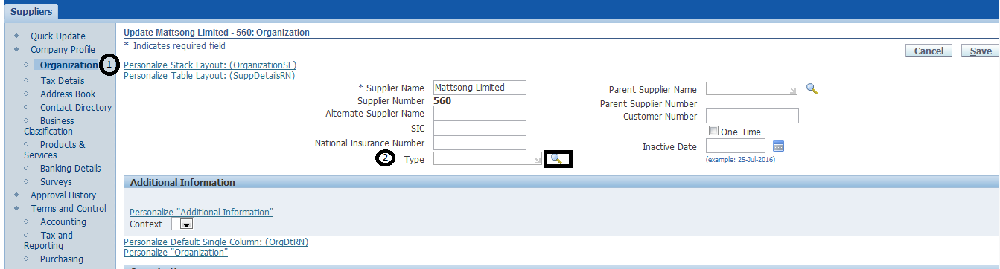 Suppliers
Quick Update
Company Profile
Organization 1
Tax Details
Address Book
Contact Directory
Business
Classification
Products &
Services
Banking Details
Surveys
Approval History
Terms and Control
Accounting
Tax and
Reporting
Purchasing
Update Mattsong Limited - 560: Organization
* Indicates required field
Cancel
Save
Personalize Stack Layout: (OrganizationSL)
Personalize Table Layout: (SuppDetailsRN)
* Supplier Name Mattsong Limited
Supplier Number 560
Alternate Supplier Name
SIC
National Insurance Number
2 Type
Parent Supplier Name
Parent Supplier Number
Customer Number
One Time
Inactive Date
(example: 25-Jul-2016)
Additional Information
Personalize "Additional Information"
Context
Personalize Default Single Column: (OrgDtRN)
Personalize "Organization"